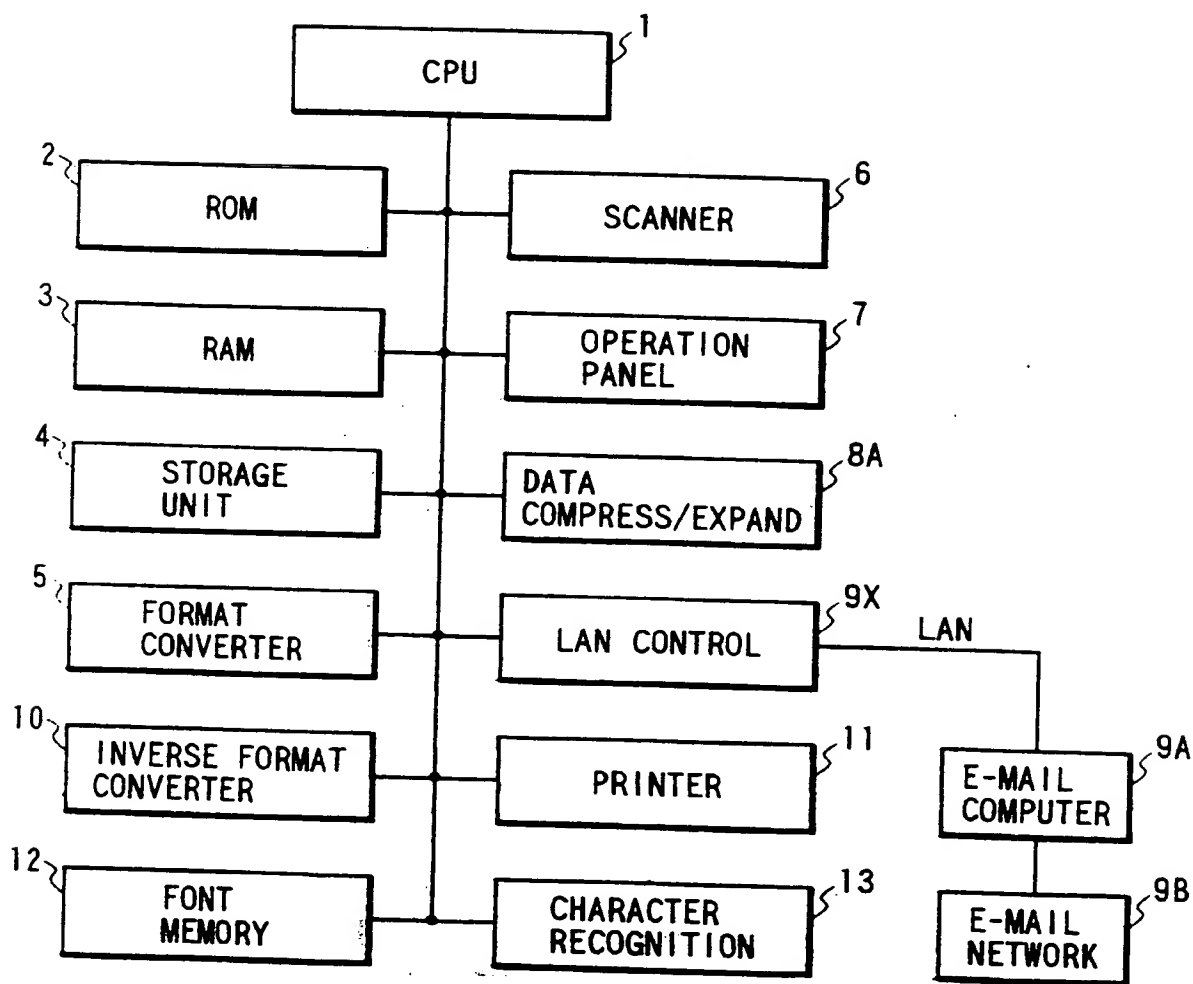 1
CPU
2
ROM
6
SCANNER
3
RAM
7
OPERATION
PANEL
4
STORAGE
UNIT
8A
DATA
COMPRESS/EXPAND
5
FORMAT
CONVERTER
9X
LAN CONTROL
LAN
10
INVERSE FORMAT
CONVERTER
11
PRINTER
9A
E-MAIL
COMPUTER
12
FONT
MEMORY
13
CHARACTER
RECOGNITION
9B
E-MAIL
NETWORK